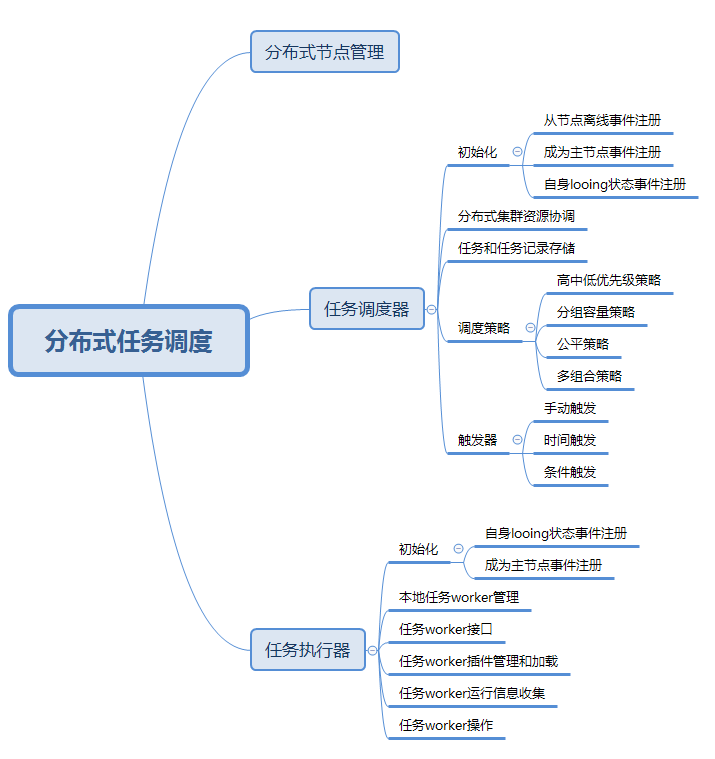 分布式任务调度
分布式节点管理
任务调度器
初始化
从节点离线事件注册
成为主节点事件注册
自身looing状态事件注册
分布式集群资源协调
任务和任务记录存储
调度策略
高中低优先级策略
分组容量策略
公平策略
多组合策略
触发器
手动触发
时间触发
条件触发
任务执行器
初始化
自身looing状态事件注册
成为主节点事件注册
本地任务worker管理
任务worker接口
任务worker插件管理和加载
任务worker运行信息收集
任务worker操作